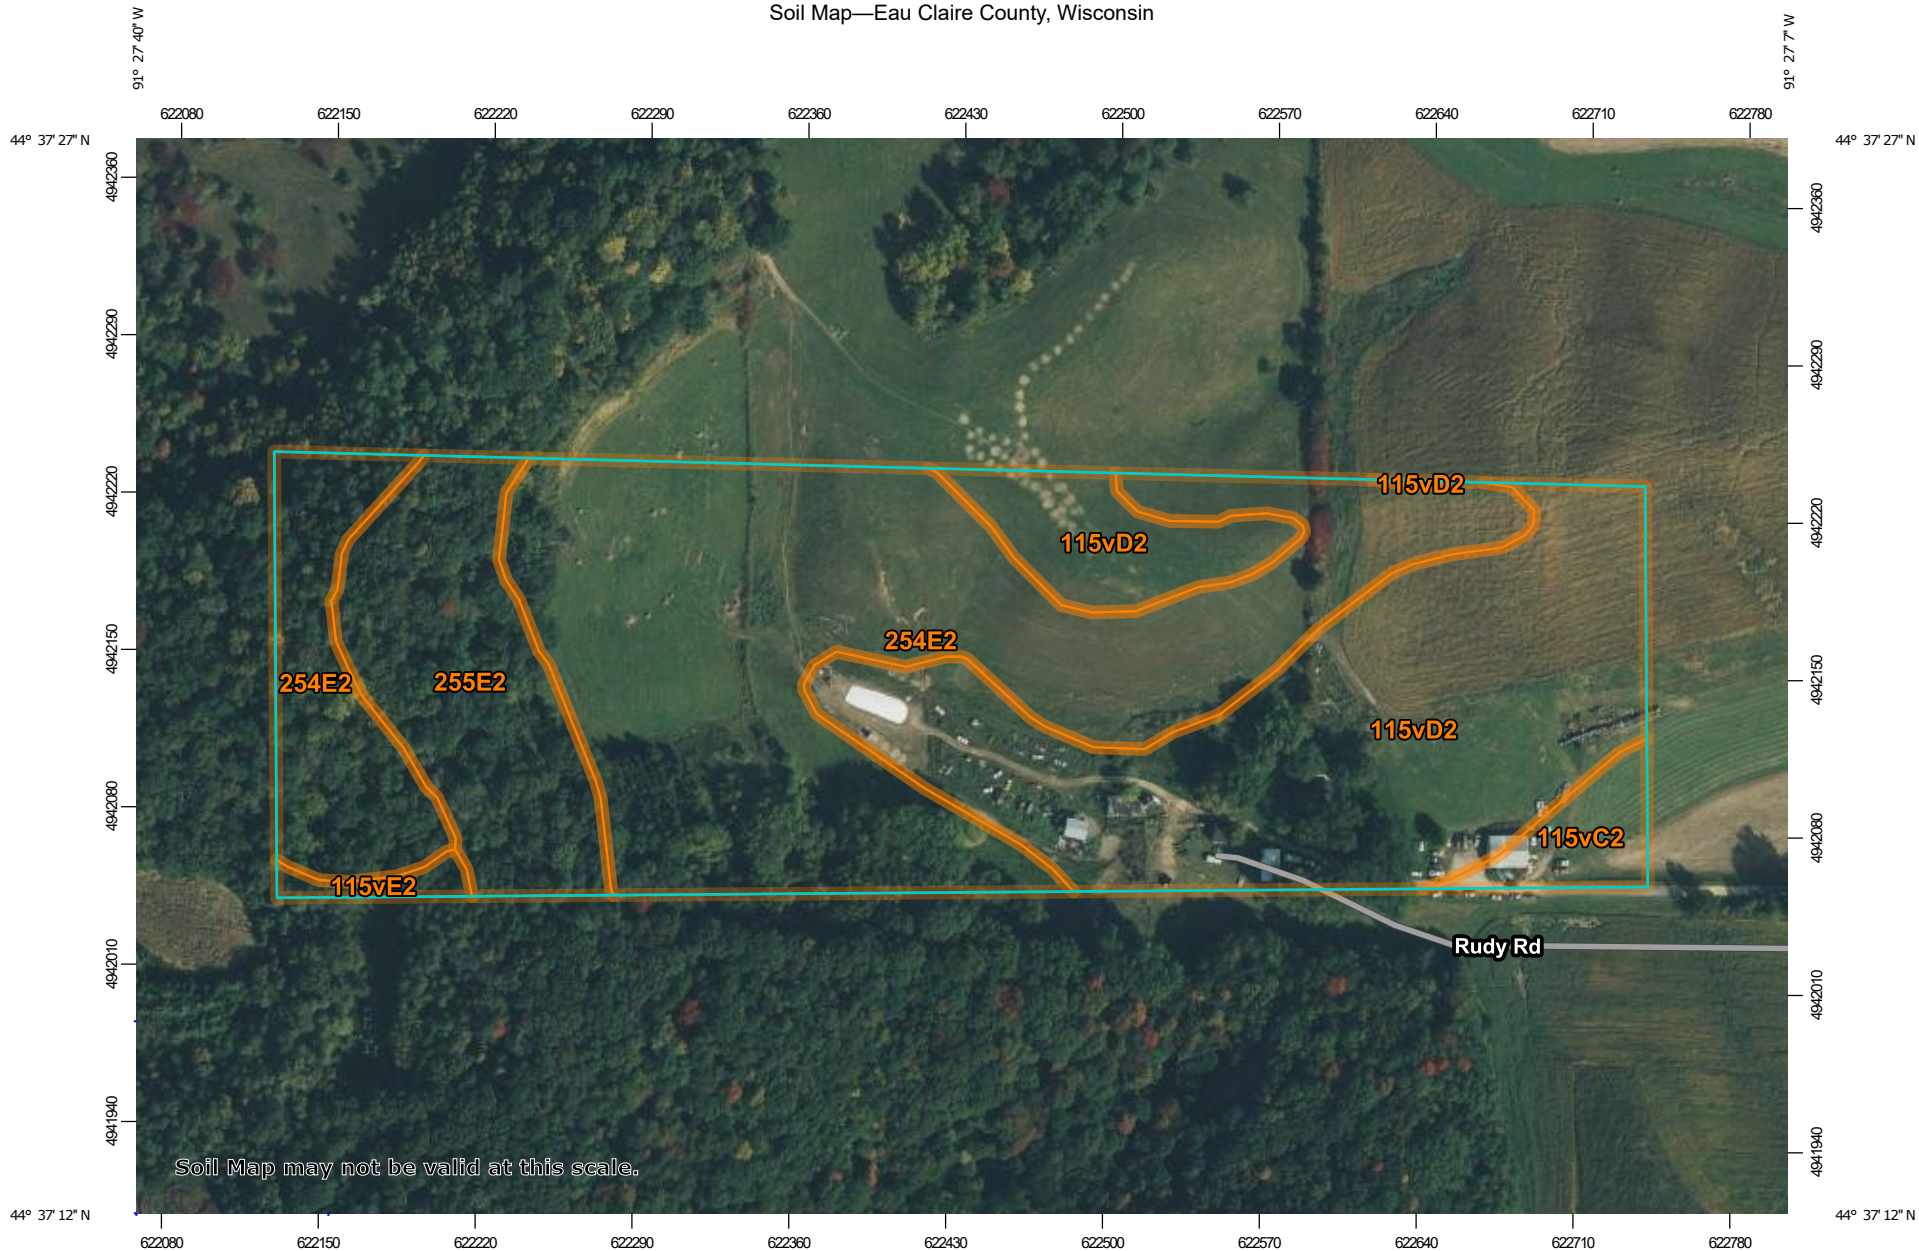 Soil Map—Eau Claire County, Wisconsin
91° 27' 40'' W
91° 27' 7'' W
622080
622150
622220
622290
622360
622430
622500
622570
622640
622710
622780
44° 37' 27'' N
44° 37' 27'' N
4942360
4942360
4942290
4942290
4942220
4942220
4942150
4942150
4942080
4942080
4942010
4942010
4941940
4941940
115vD2
115vD2
254E2
254E2
255E2
115vD2
115vC2
115vE2
Rudy Rd
Soil Map may not be valid at this scale.
44° 37' 12'' N
44° 37' 12'' N
622080
622150
622220
622290
622360
622430
622500
622570
622640
622710
622780